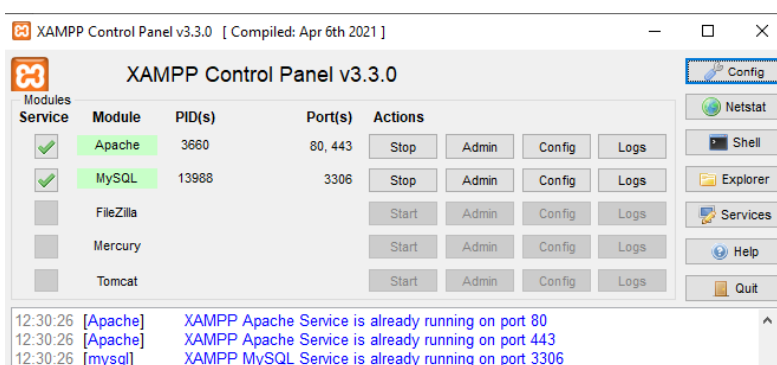 XAMPP Control Panel v3.3.0 [ Compiled: Apr 6th 2021 ]
XAMPP Control Panel v3.3.0
Config
Modules
Service Module PID(s) Port(s) Actions
Netstat
Apache 3660 80, 443 Stop Admin Config Logs
Shell
MySQL 13988 3306 Stop Admin Config Logs
Explorer
FileZilla Start Admin Config Logs
Services
Mercury Start Admin Config Logs
Help
Tomcat Start Admin Config Logs
Quit
12:30:26 [Apache] XAMPP Apache Service is already running on port 80
12:30:26 [Apache] XAMPP Apache Service is already running on port 443
12:30:26 [mysql] XAMPP MySQL Service is already running on port 3306